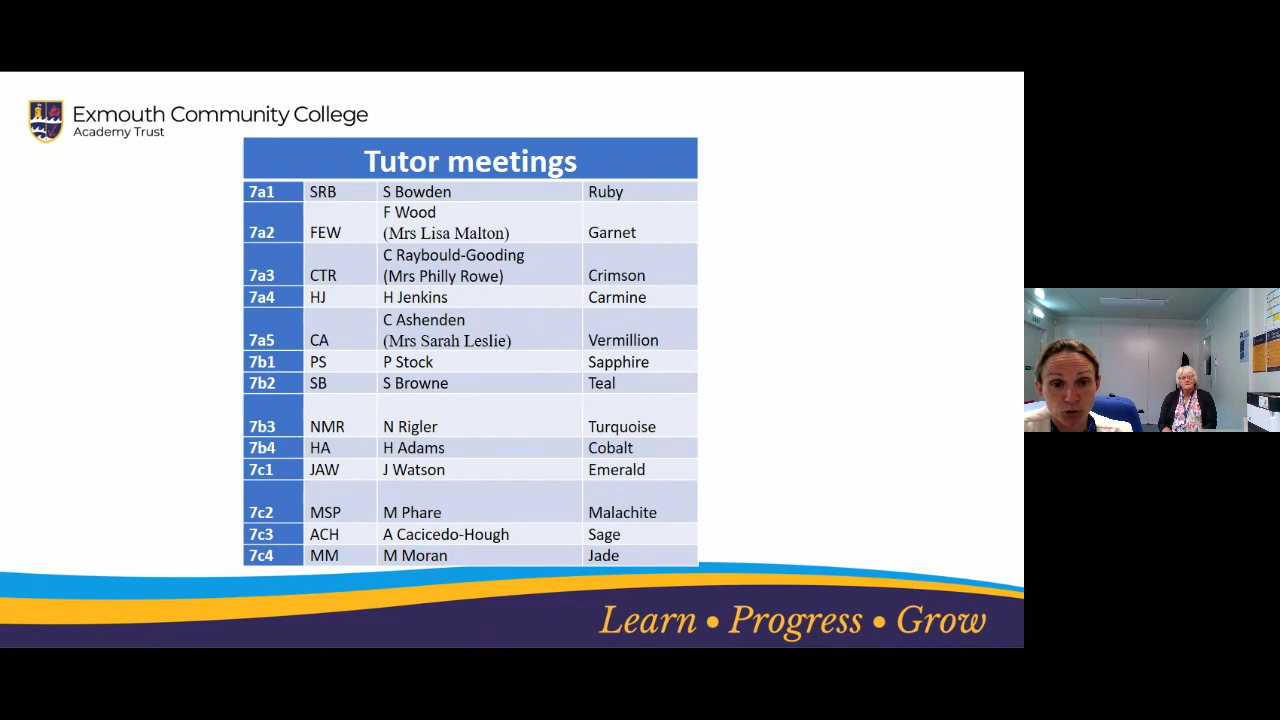 Exmouth Community College
Academy Trust
Tutor meetings
7a1 SRB S Bowden Ruby
F Wood
7a2 FEW (Mrs Lisa Malton) Garnet
C Raybould-Gooding
7a3 CTR (Mrs Philly Rowe) Crimson
7a4 HJ H Jenkins Carmine
C Ashenden
7a5 CA (Mrs Sarah Leslie) Vermillion
7b1 PS P Stock Sapphire
7b2 SB S Browne Teal
7b3 NMR N Rigler Turquoise
7b4 HA H Adams Cobalt
7c1 JAW J Watson Emerald
7c2 MSP M Phare Malachite
7c3 ACH A Cacicedo-Hough Sage
7c4 MM M Moran Jade
Learn • Progress • Grow